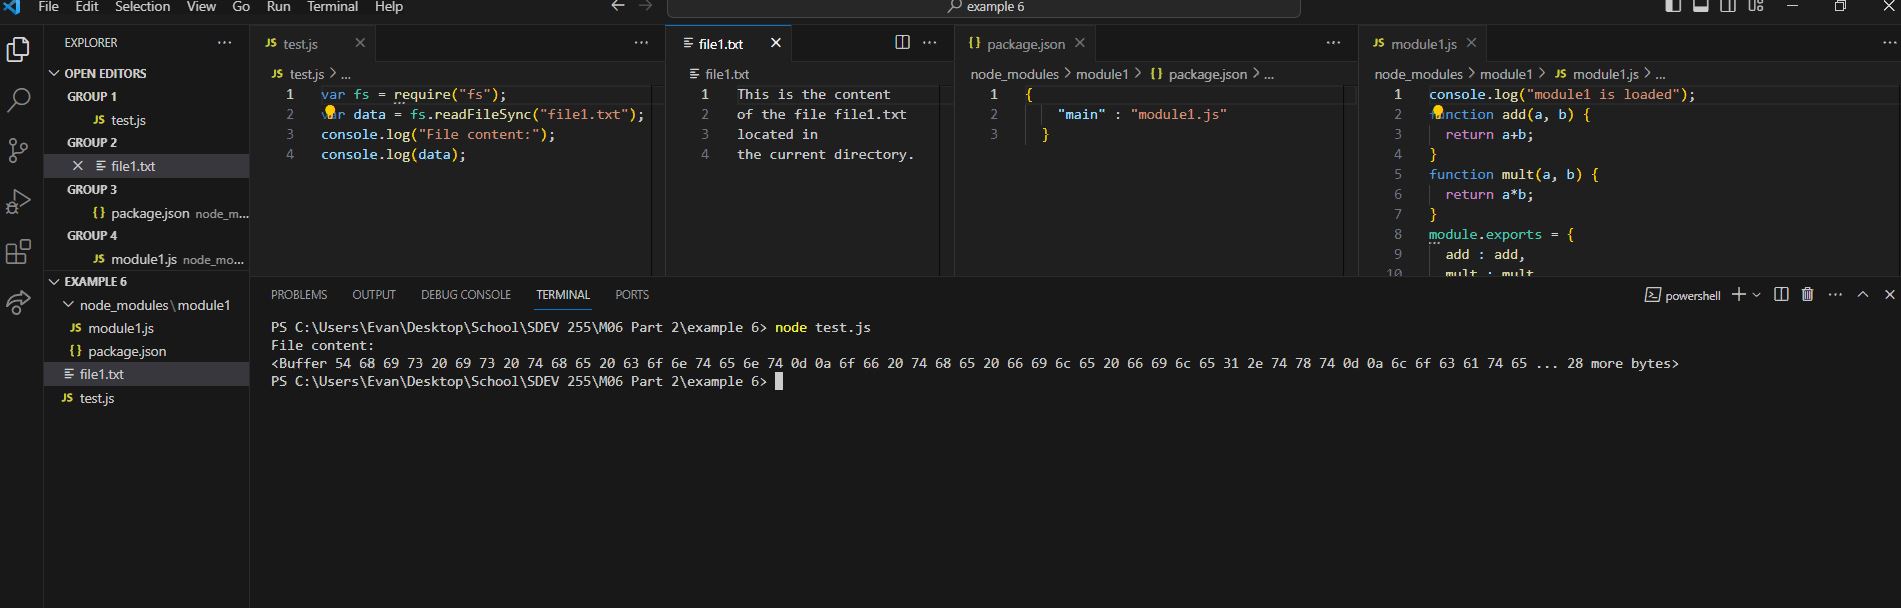 File Edit Selection View Go Run Terminal Help
example 6
EXPLORER
OPEN EDITORS
GROUP 1
JS test.js
GROUP 2
file1.txt
GROUP 3
{} package.json node_m...
GROUP 4
JS module1.js node_mo...
EXAMPLE 6
node_modules \ module1
JS module1.js
{} package.json
file1.txt
JS test.js
JS test.js
JS test.js > ...
1 var fs = require("fs");
2 var data = fs.readFileSync("file1.txt");
3 console.log("File content:");
4 console.log(data);
file1.txt
file1.txt
1 This is the content
2 of the file file1.txt
3 located in
4 the current directory.
{} package.json
node_modules > module1 > {} package.json > ...
1 {
2 "main" : "module1.js"
3 }
JS module1.js
node_modules > module1 > JS module1.js > ...
1 console.log("module1 is loaded");
2 function add(a, b) {
3 return a+b;
4 }
5 function mult(a, b) {
6 return a*b;
7 }
8 module.exports = {
9 add : add,
10 mult : mult
PROBLEMS OUTPUT DEBUG CONSOLE TERMINAL PORTS
powershell
PS C:\Users\Evan\Desktop\School\SDEV 255\M06 Part 2\example 6> node test.js
File content:
<Buffer 54 68 69 73 20 69 73 20 74 68 65 20 63 6f 6e 74 65 6e 74 0d 0a 6f 66 20 74 68 65 20 66 69 6c 65 20 66 69 6c 65 31 2e 74 78 74 0d 0a 6c 6f 63 61 74 65 ... 28 more bytes>
PS C:\Users\Evan\Desktop\School\SDEV 255\M06 Part 2\example 6>